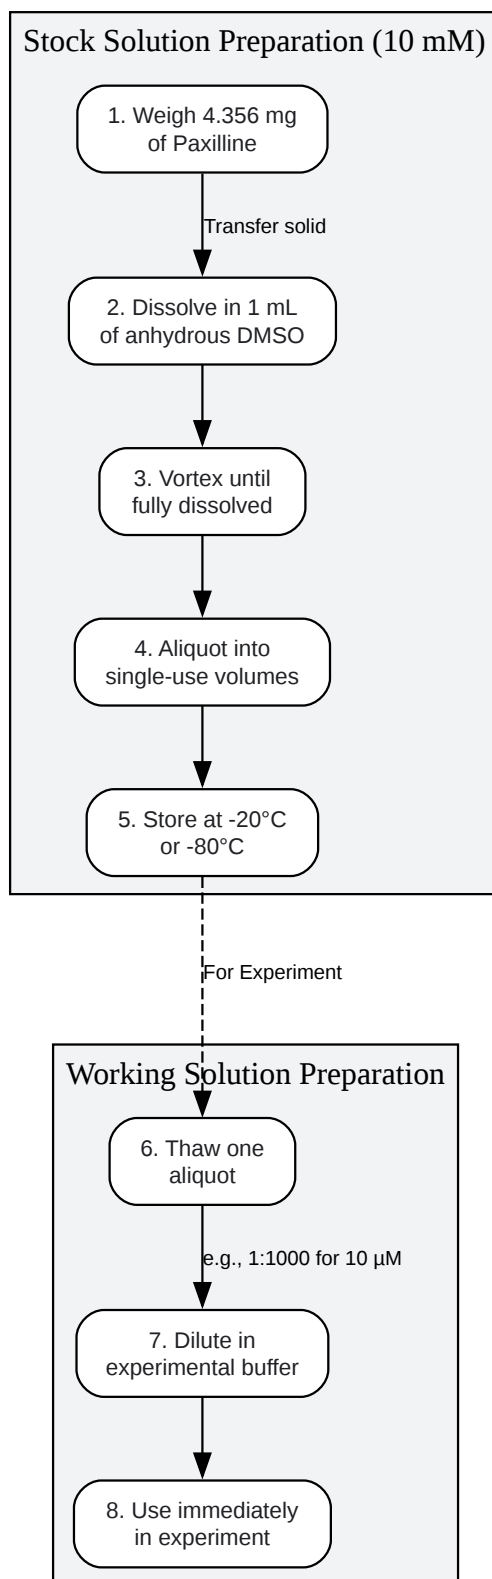 Stock Solution Preparation (10 mM)
1. Weigh 4.356 mg
of Paxilline
Transfer solid
2. Dissolve in 1 mL
of anhydrous DMSO
3. Vortex until
fully dissolved
4. Aliquot into
single-use volumes
5. Store at -20°C
or -80°C
For Experiment
Working Solution Preparation
6. Thaw one
aliquot
e.g., 1:1000 for 10 µM
7. Dilute in
experimental buffer
8. Use immediately
in experiment